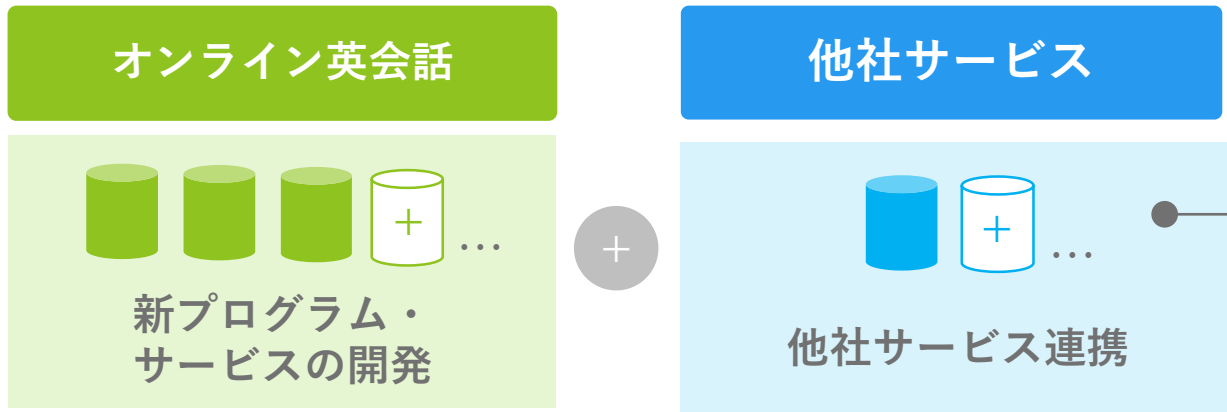 オンライン英会話
他社サービス
+
...
+
+
...
新プログラム・
サービスの開発
他社サービス連携